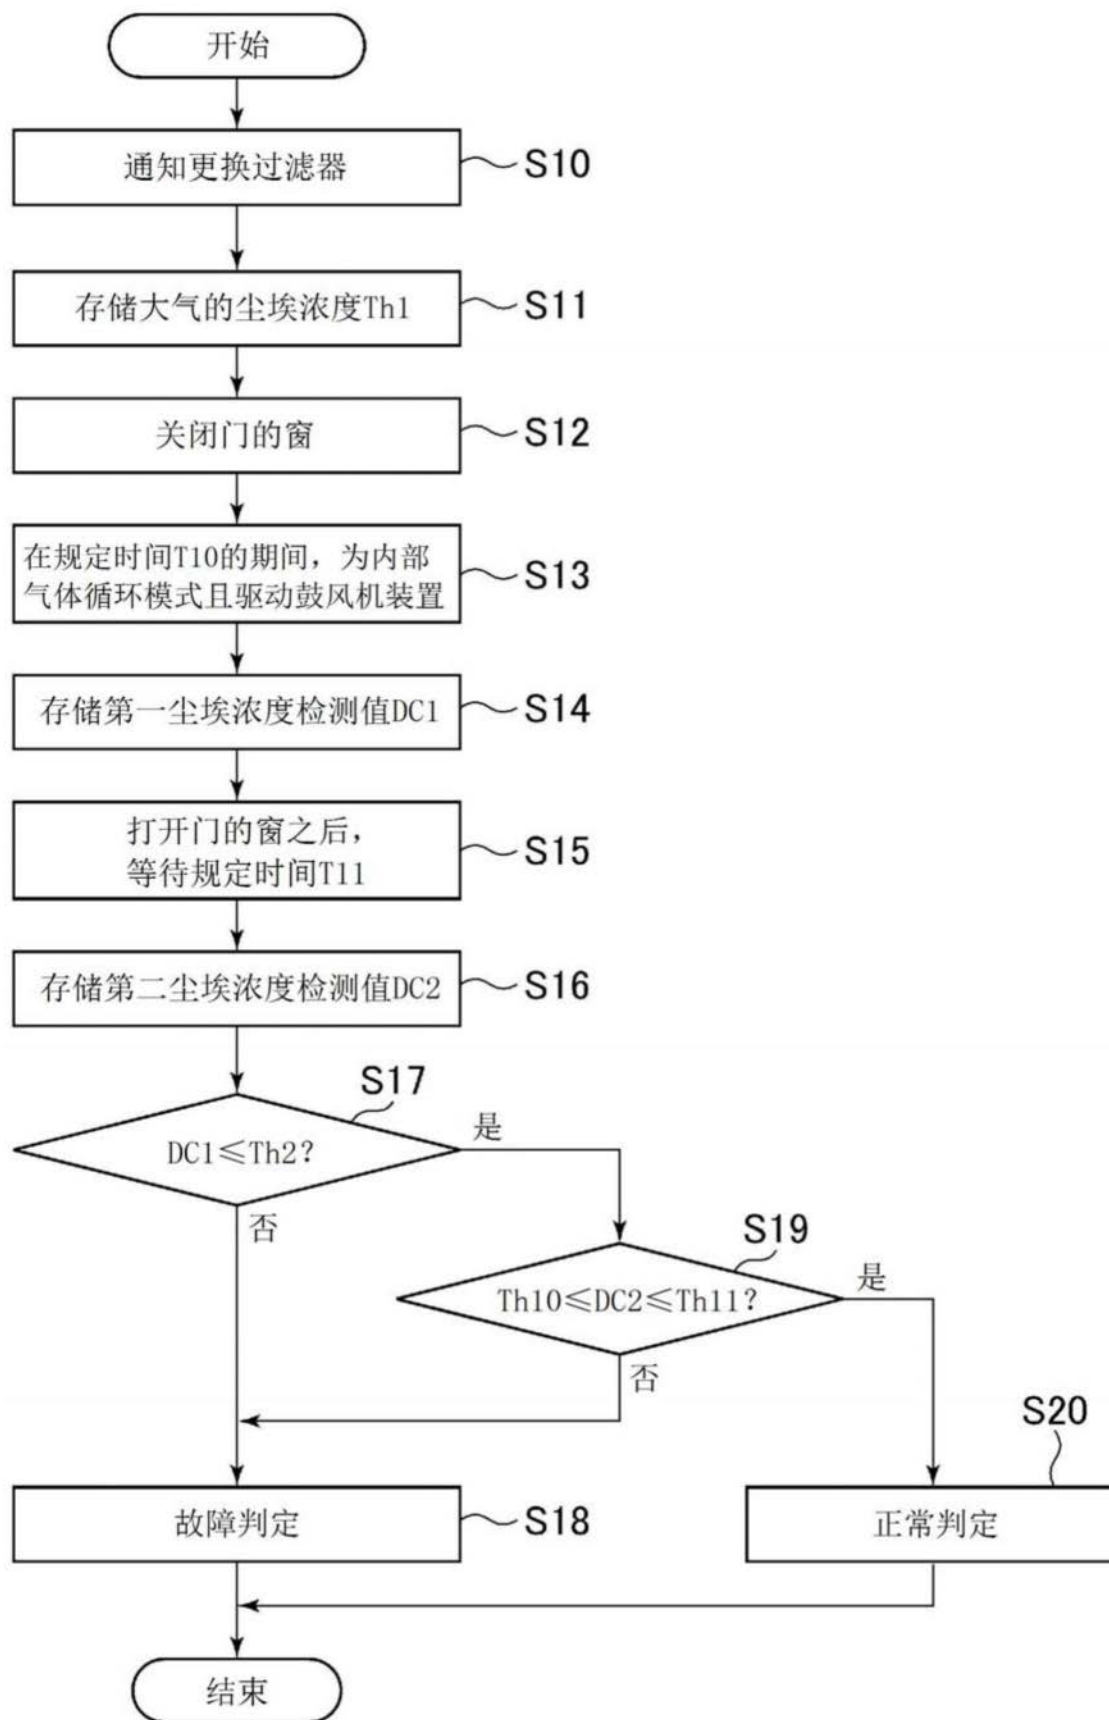 开始
通知更换过滤器
S10
存储大气的尘埃浓度Th1
S11
关闭门的窗
S12
在规定时间T10的期间，为内部
气体循环模式且驱动鼓风机装置
S13
存储第一尘埃浓度检测值DC1
S14
打开门的窗之后，
等待规定时间T11
S15
存储第二尘埃浓度检测值DC2
S16
S17
DC1≤Th2?
是
否
S19
Th10≤DC2≤Th11?
是
否
S20
故障判定
S18
正常判定
结束